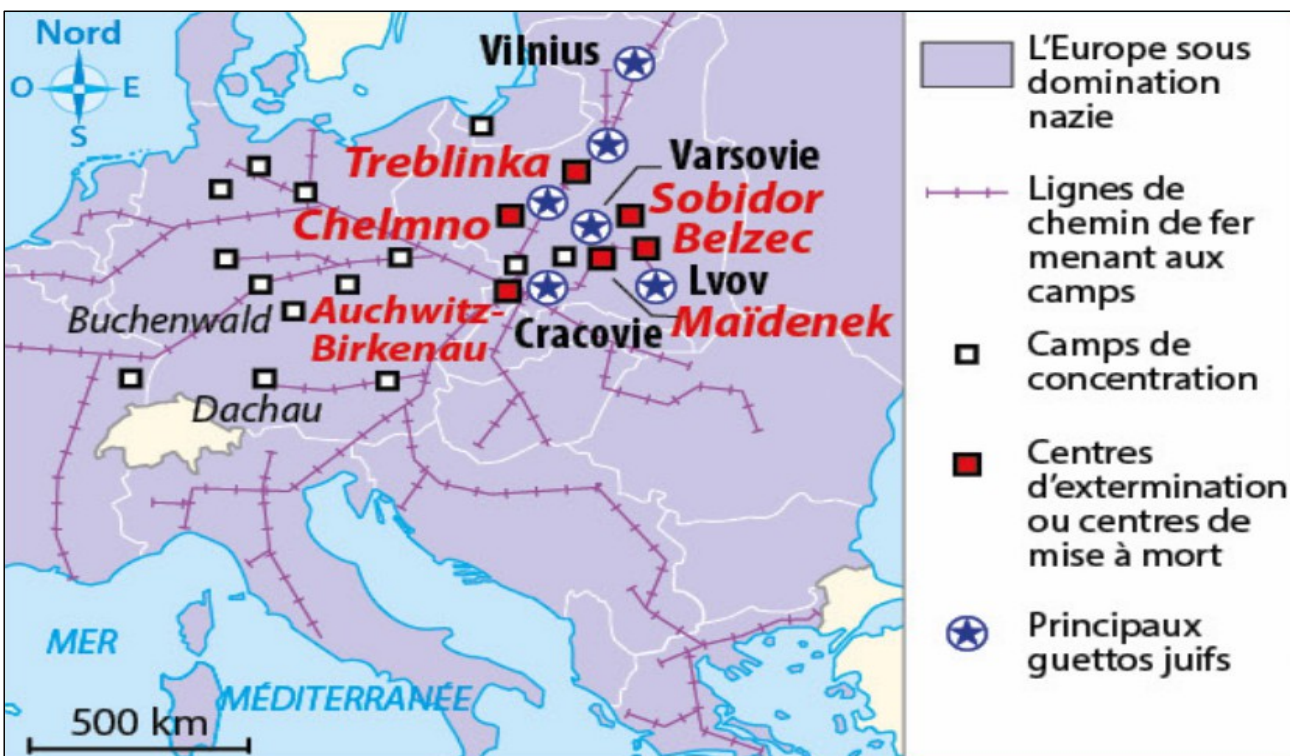 Nord
O
E
S
Vilnius
Treblinka
Varsovie
Chelmno
Sobidor
Belzec
Lvov
Buchenwald
Auchwitz-
Birkenau
Cracovie
Maïdenek
Dachau
MER
MÉDITERRANÉE
500 km
L'Europe sous
domination
nazie
Lignes de
chemin de fer
menant aux
camps
Camps de
concentration
Centres
d'extermination
ou centres de
mise à mort
Principaux
guettos juifs